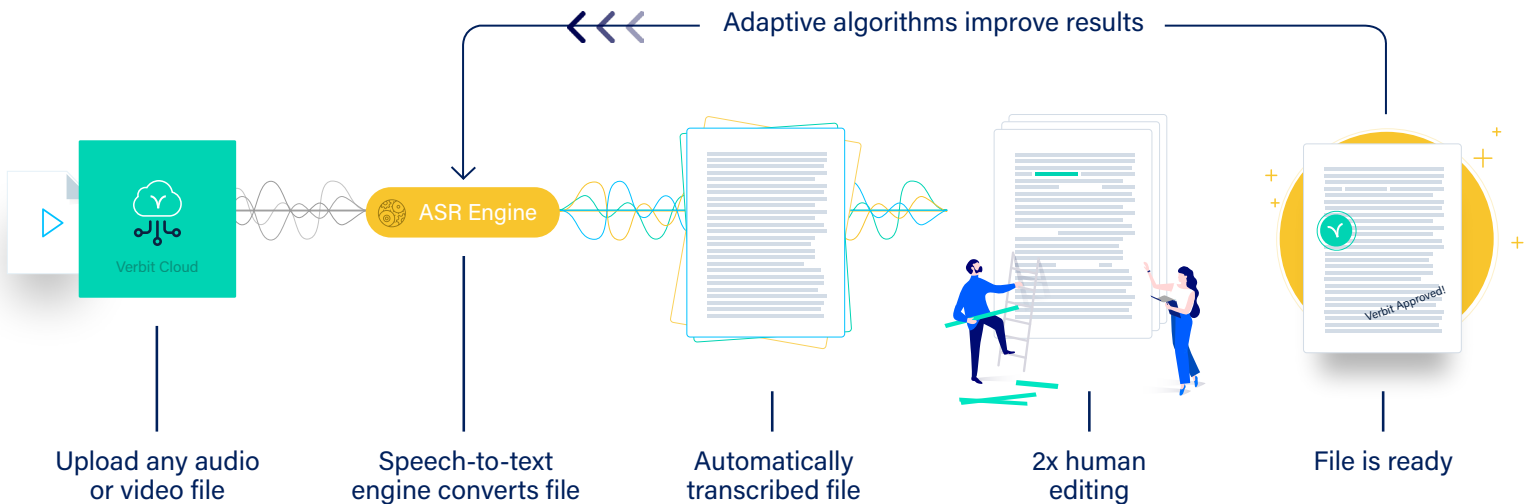 Adaptive algorithms improve results
Verbit Cloud
ASR Engine
Verbit Approved!
Upload any audio
or video file
Speech-to-text
engine converts file
Automatically
transcribed file
2x human
editing
File is ready